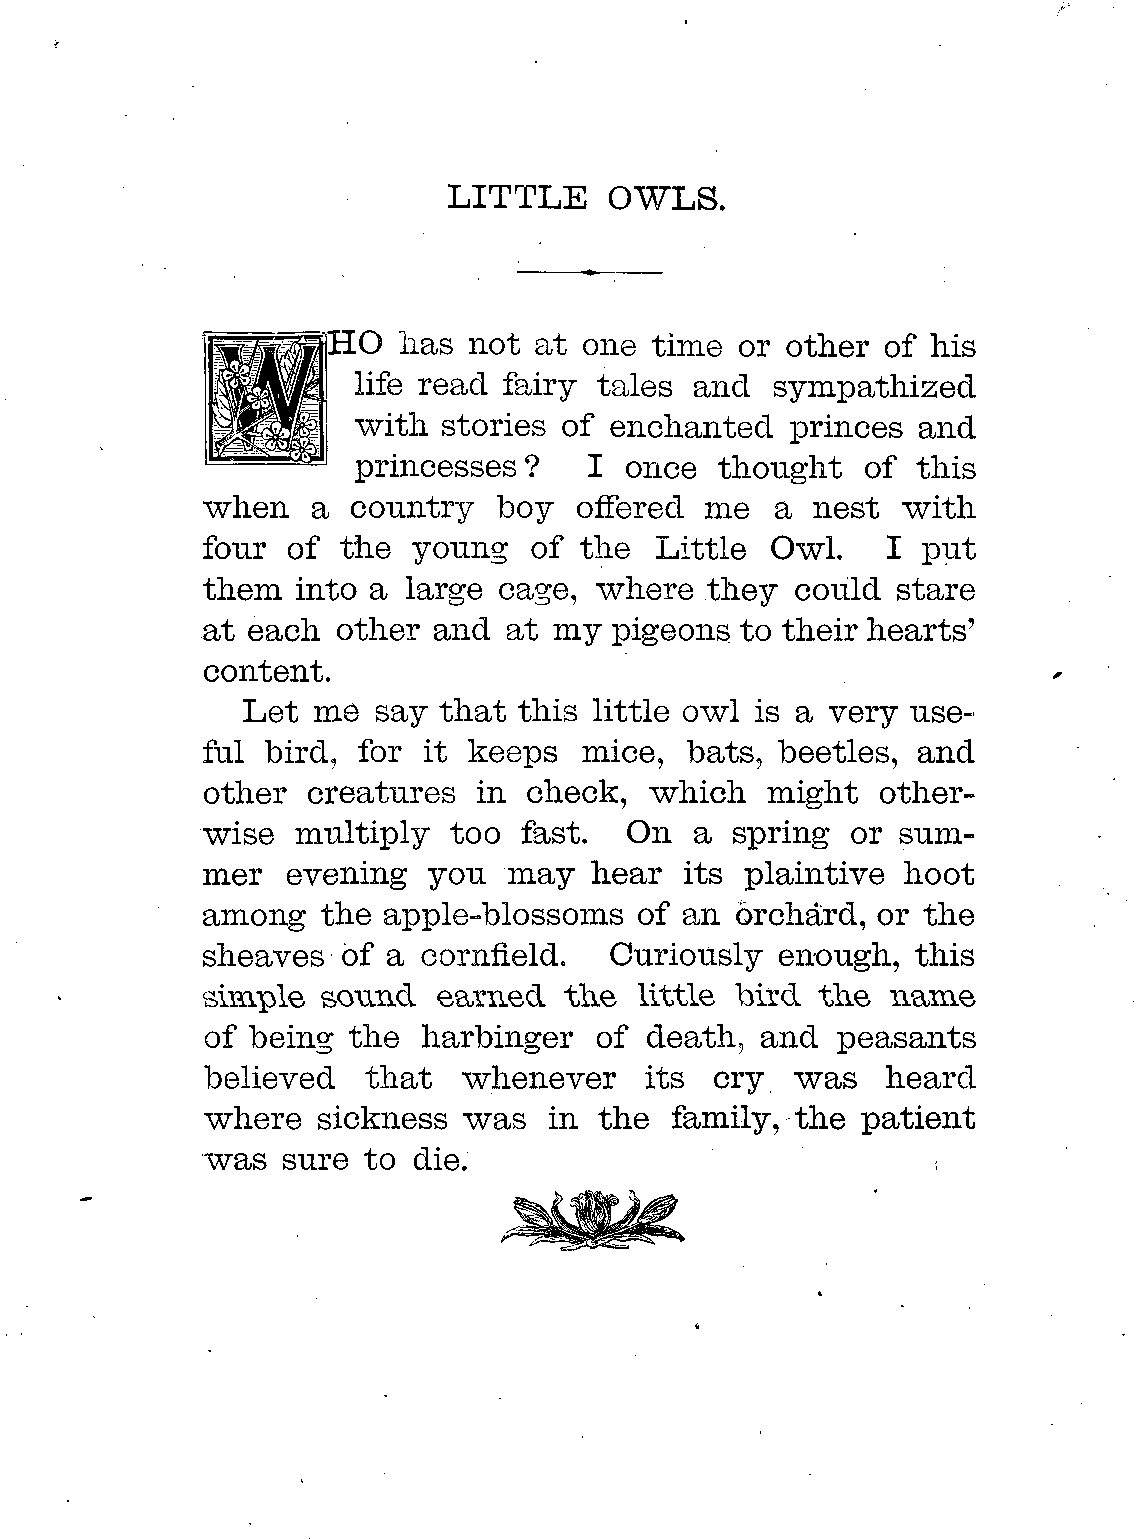 LITTLE OWLS.
WHO has not at one time or other of his
life read fairy tales and sympathized
with stories of enchanted princes and
princesses? I once thought of this
when a country boy offered me a nest with
four of the young of the Little Owl. I put
them into a large cage, where they could stare
at each other and at my pigeons to their hearts'
content.
Let me say that this little owl is a very use-
ful bird, for it keeps mice, bats, beetles, and
other creatures in check, which might other-
wise multiply too fast. On a spring or sum-
mer evening you may hear its plaintive hoot
among the apple-blossoms of an orchard, or the
sheaves of a cornfield. Curiously enough, this
simple sound earned the little bird the name
of being the harbinger of death, and peasants
believed that whenever its cry was heard
where sickness was in the family, the patient
was sure to die.